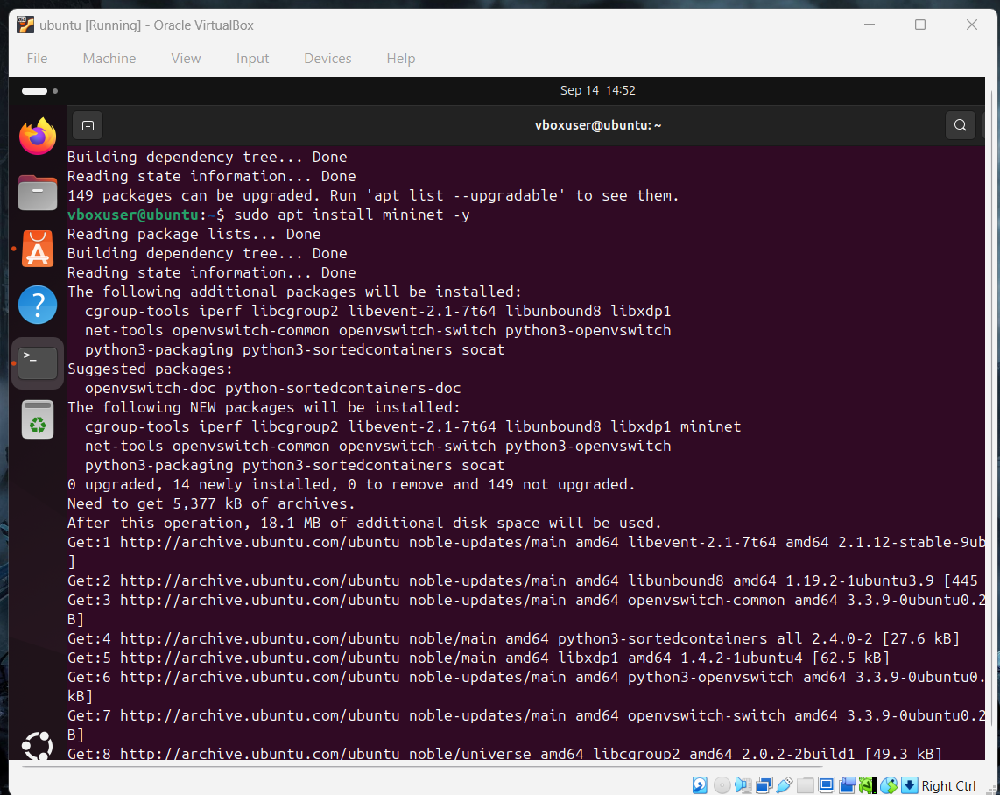 ubuntu [Running] - Oracle VirtualBox
File Machine View Input Devices Help
Sep 14 14:52
vboxuser@ubuntu: ~
Building dependency tree... Done
Reading state information... Done
149 packages can be upgraded. Run 'apt list --upgradable' to see them.
vboxuser@ubuntu:~$ sudo apt install mininet -y
Reading package lists... Done
Building dependency tree... Done
Reading state information... Done
The following additional packages will be installed:
  cgroup-tools iperf libcgroup2 libevent-2.1-7t64 libunbound8 libxdp1
  net-tools openvswitch-common openvswitch-switch python3-openvswitch
  python3-packaging python3-sortedcontainers socat
Suggested packages:
  openvswitch-doc python-sortedcontainers-doc
The following NEW packages will be installed:
  cgroup-tools iperf libcgroup2 libevent-2.1-7t64 libunbound8 libxdp1 mininet
  net-tools openvswitch-common openvswitch-switch python3-openvswitch
  python3-packaging python3-sortedcontainers socat
0 upgraded, 14 newly installed, 0 to remove and 149 not upgraded.
Need to get 5,377 kB of archives.
After this operation, 18.1 MB of additional disk space will be used.
Get:1 http://archive.ubuntu.com/ubuntu noble-updates/main amd64 libevent-2.1-7t64 amd64 2.1.12-stable-9ub
]
Get:2 http://archive.ubuntu.com/ubuntu noble-updates/main amd64 libunbound8 amd64 1.19.2-1ubuntu3.9 [445
Get:3 http://archive.ubuntu.com/ubuntu noble-updates/main amd64 openvswitch-common amd64 3.3.9-0ubuntu0.2
B]
Get:4 http://archive.ubuntu.com/ubuntu noble/main amd64 python3-sortedcontainers all 2.4.0-2 [27.6 kB]
Get:5 http://archive.ubuntu.com/ubuntu noble/main amd64 libxdp1 amd64 1.4.2-1ubuntu4 [62.5 kB]
Get:6 http://archive.ubuntu.com/ubuntu noble-updates/main amd64 python3-openvswitch amd64 3.3.9-0ubuntu0.
kB]
Get:7 http://archive.ubuntu.com/ubuntu noble-updates/main amd64 openvswitch-switch amd64 3.3.9-0ubuntu0.2
B]
Get:8 http://archive.ubuntu.com/ubuntu noble/universe amd64 libcgroup2 amd64 2.0.2-2build1 [49.3 kB]
Right Ctrl